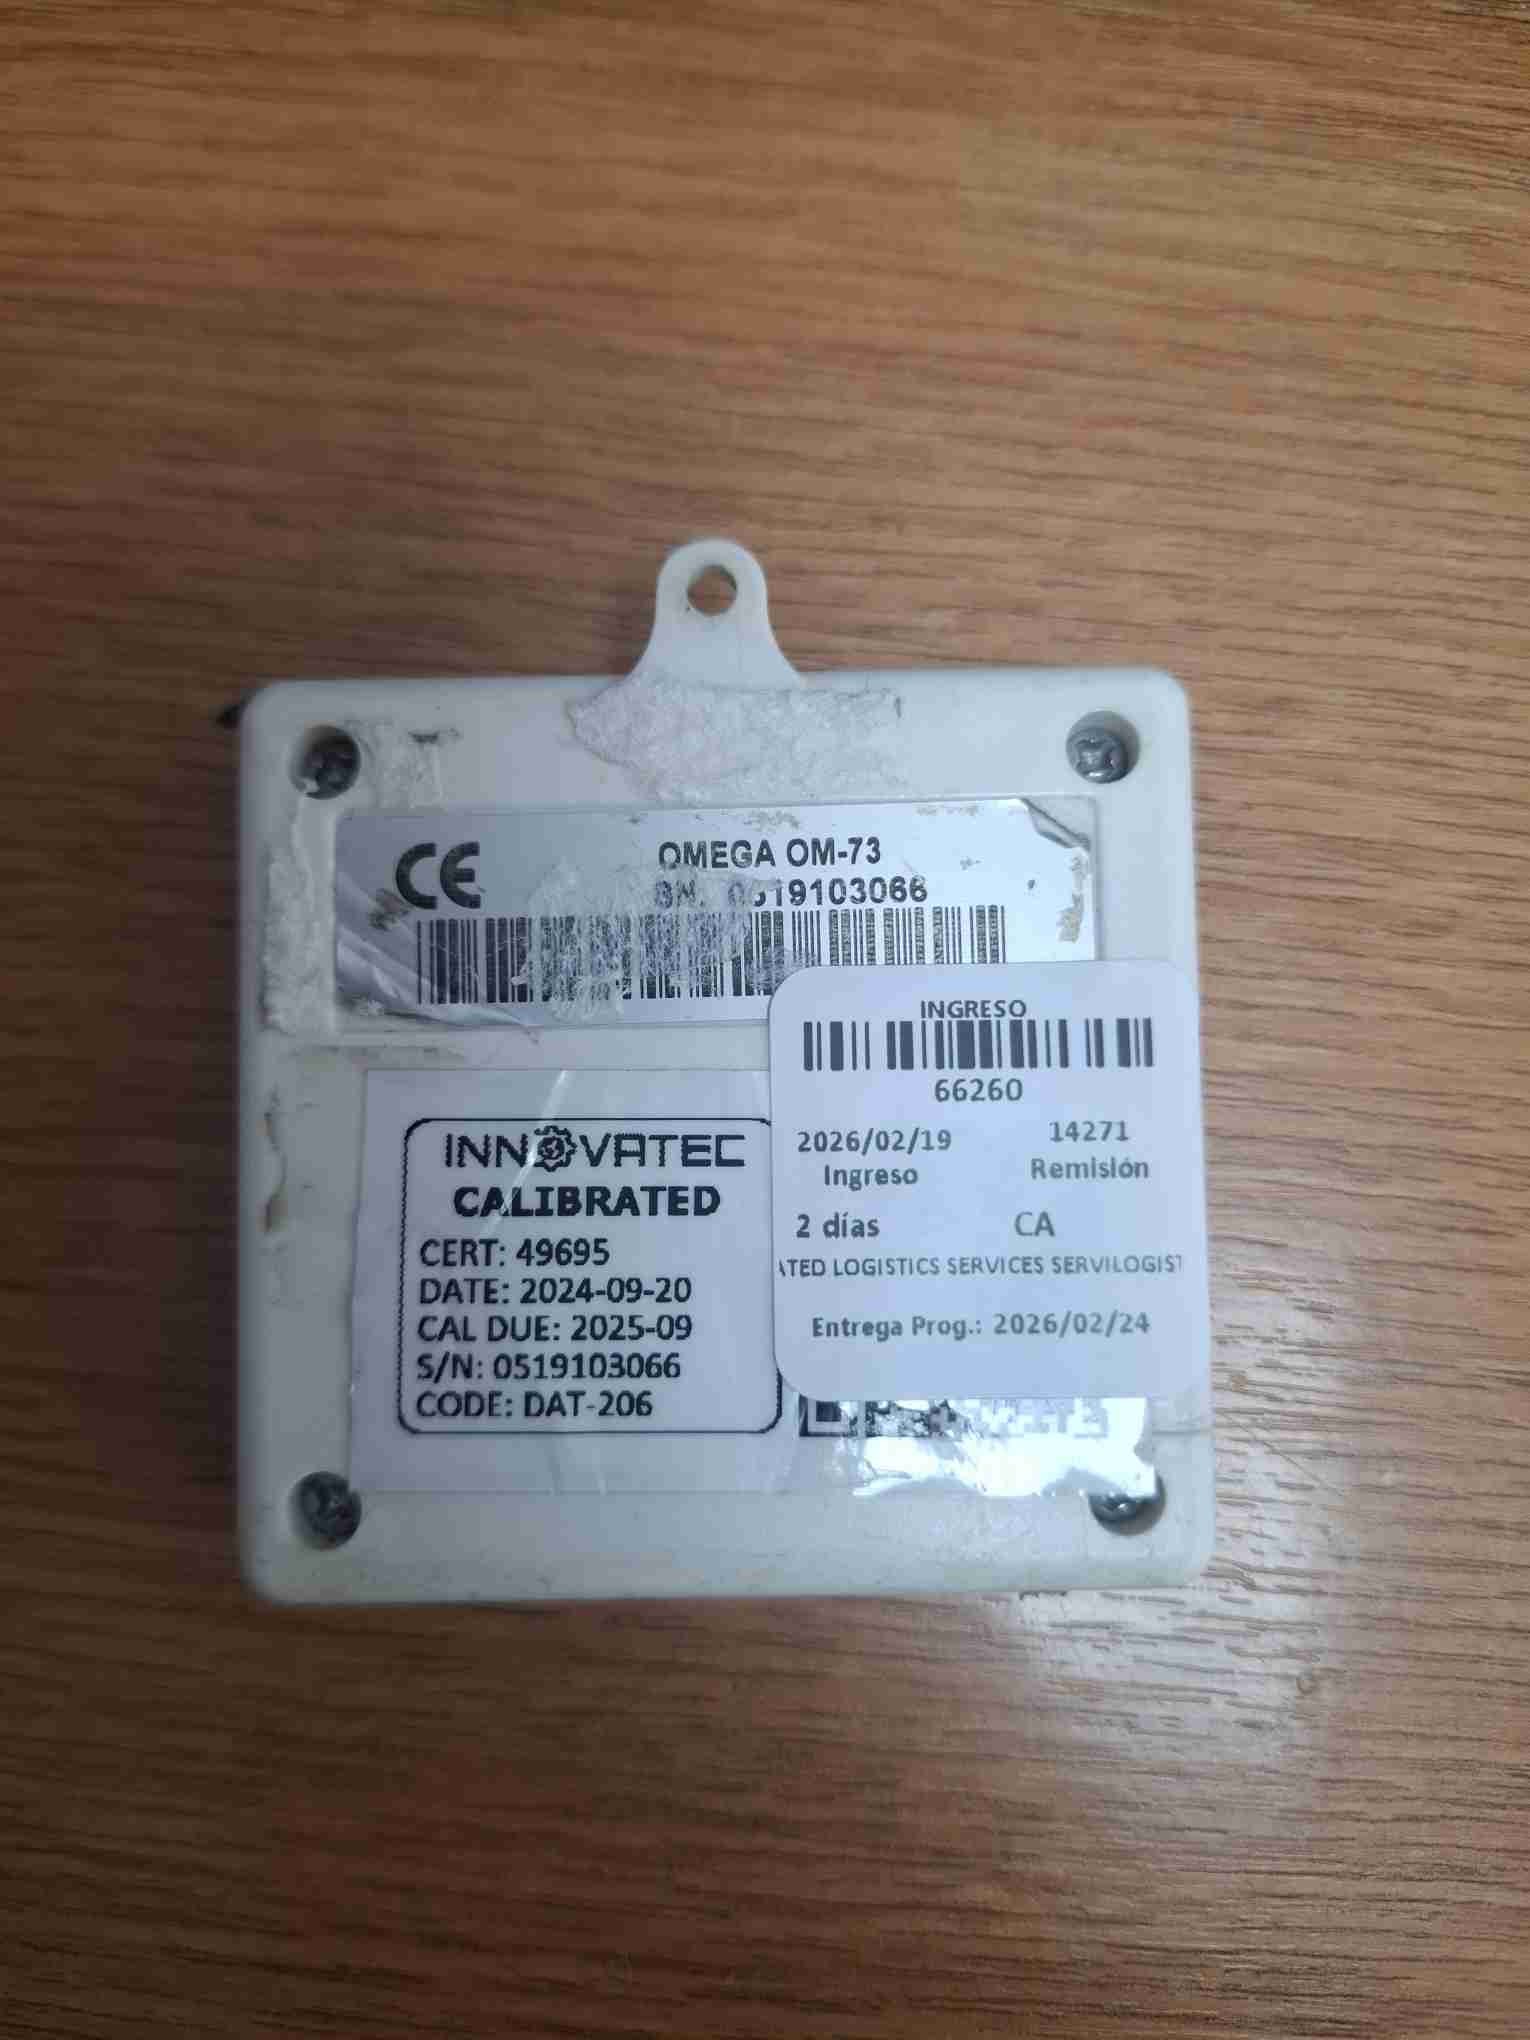 CE
OMEGA OM-73
SN. 0519103066
INGRESO
66260
2026/02/19 14271
Ingreso Remisión
2 días CA
ATED LOGISTICS SERVICES SERVILOGIST
Entrega Prog.: 2026/02/24
INNOVATEC
CALIBRATED
CERT: 49695
DATE: 2024-09-20
CAL DUE: 2025-09
S/N: 0519103066
CODE: DAT-206